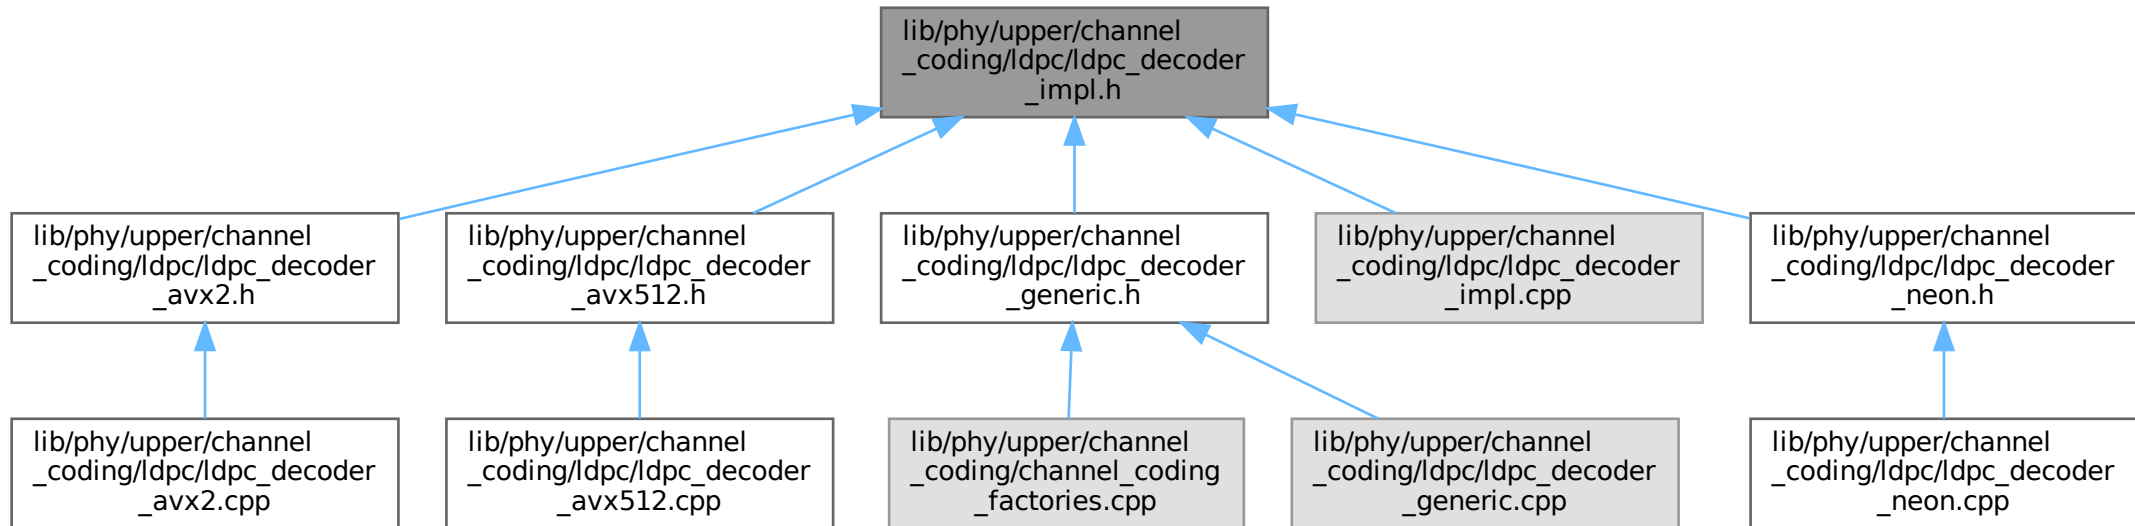 lib/phy/upper/channel
_coding/ldpc/ldpc_decoder
_impl.h
lib/phy/upper/channel
_coding/ldpc/ldpc_decoder
_avx2.h
lib/phy/upper/channel
_coding/ldpc/ldpc_decoder
_avx512.h
lib/phy/upper/channel
_coding/ldpc/ldpc_decoder
_generic.h
lib/phy/upper/channel
_coding/ldpc/ldpc_decoder
_impl.cpp
lib/phy/upper/channel
_coding/ldpc/ldpc_decoder
_neon.h
lib/phy/upper/channel
_coding/ldpc/ldpc_decoder
_avx2.cpp
lib/phy/upper/channel
_coding/ldpc/ldpc_decoder
_avx512.cpp
lib/phy/upper/channel
_coding/channel_coding
_factories.cpp
lib/phy/upper/channel
_coding/ldpc/ldpc_decoder
_generic.cpp
lib/phy/upper/channel
_coding/ldpc/ldpc_decoder
_neon.cpp